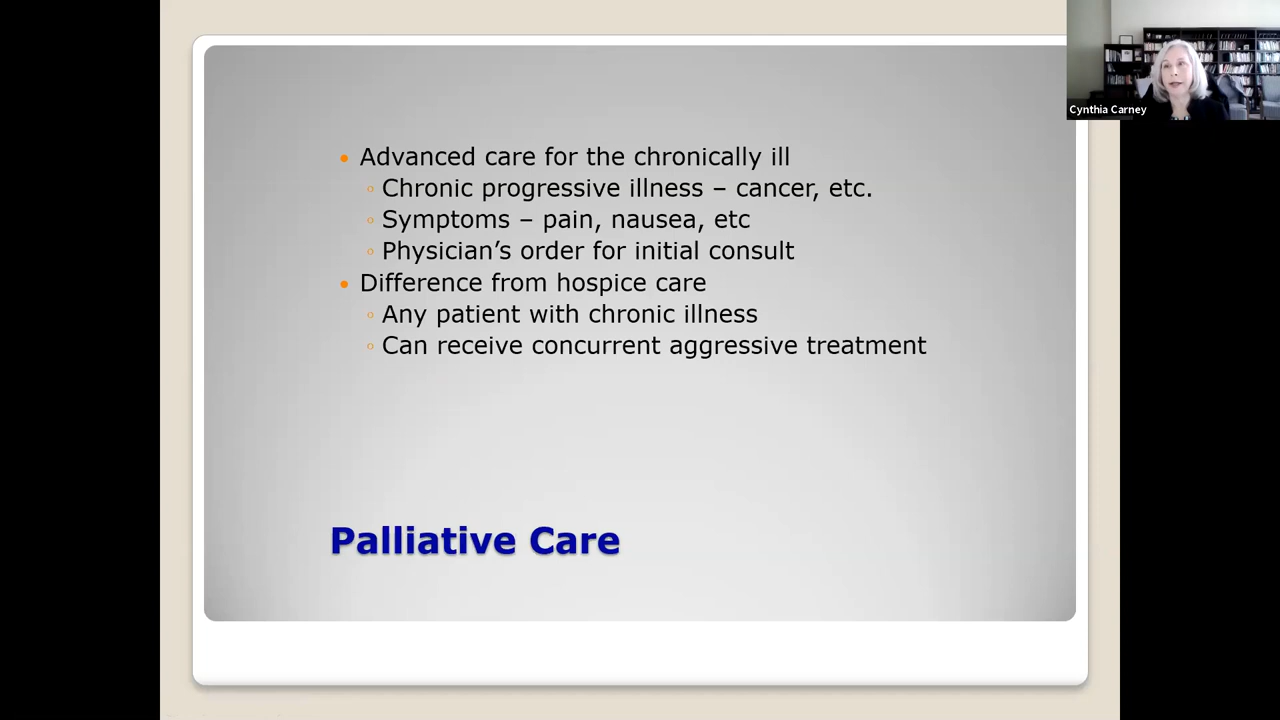 Advanced care for the chronically ill
Chronic progressive illness – cancer, etc.
Symptoms – pain, nausea, etc
Physician’s order for initial consult
Difference from hospice care
Any patient with chronic illness
Can receive concurrent aggressive treatment
Palliative Care
Cynthia Carney